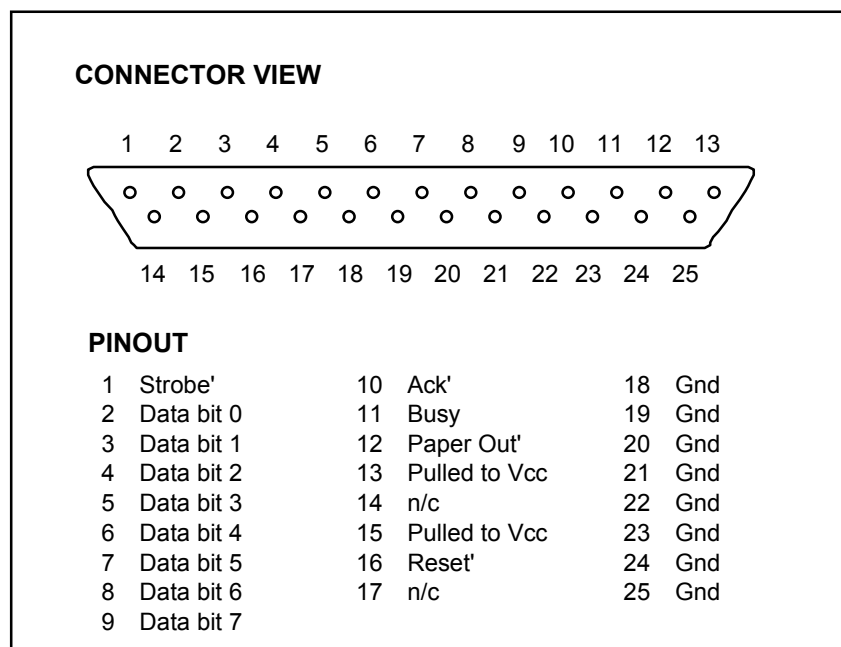 CONNECTOR VIEW
1 2 3 4 5 6 7 8 9 10 11 12 13
14 15 16 17 18 19 20 21 22 23 24 25
PINOUT
1 Strobe' 10 Ack' 18 Gnd
2 Data bit 0 11 Busy 19 Gnd
3 Data bit 1 12 Paper Out' 20 Gnd
4 Data bit 2 13 Pulled to Vcc 21 Gnd
5 Data bit 3 14 n/c 22 Gnd
6 Data bit 4 15 Pulled to Vcc 23 Gnd
7 Data bit 5 16 Reset' 24 Gnd
8 Data bit 6 17 n/c 25 Gnd
9 Data bit 7